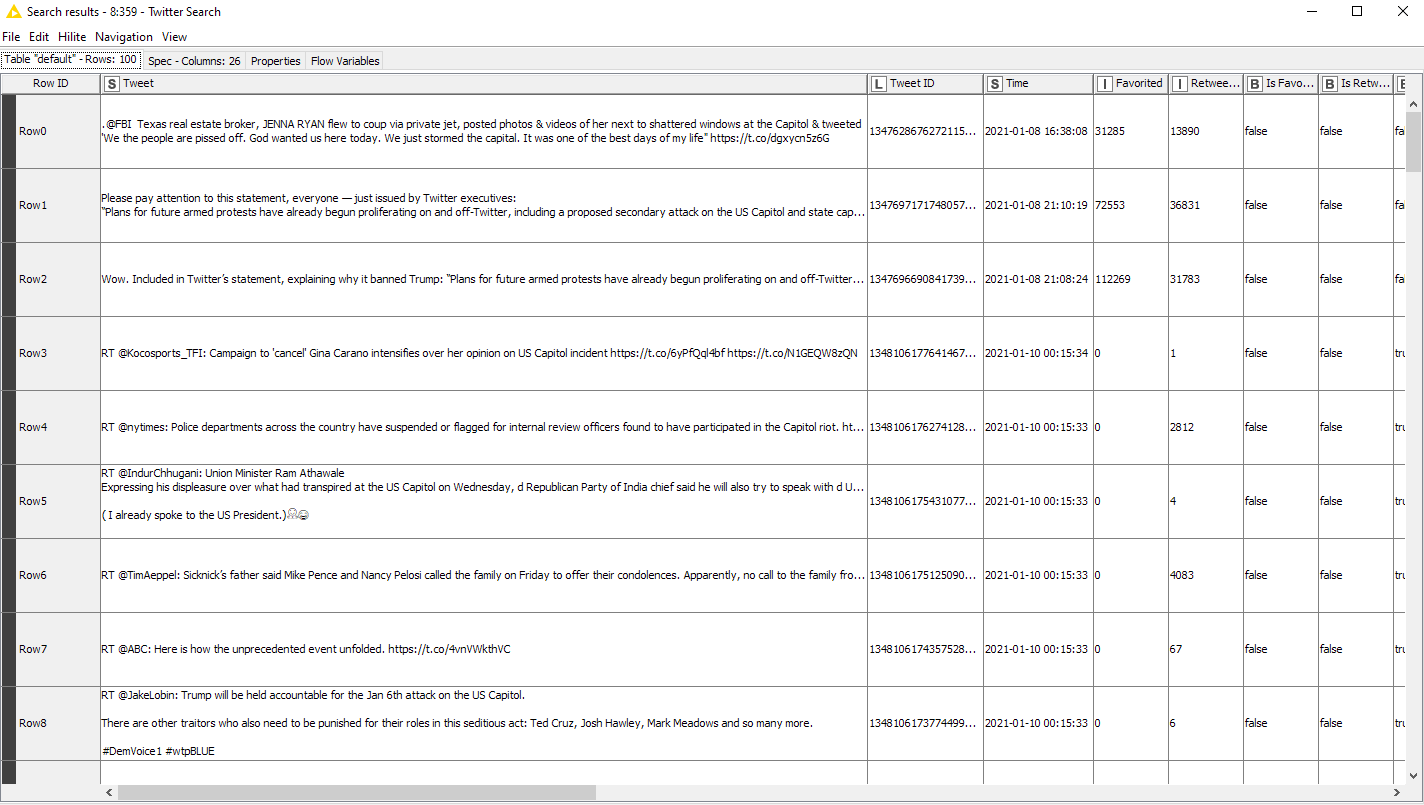 Search results - 8:359 - Twitter Search
File Edit Hilite Navigation View
Table "default" - Rows: 100 Spec - Columns: 26 Properties Flow Variables
Row ID S Tweet L Tweet ID S Time I Favorited I Retwee... B Is Favo... B Is Retw... B
Row0
.@FBI Texas real estate broker, JENNA RYAN flew to coup via private jet, posted photos & videos of her next to shattered windows at the Capitol & tweeted
'We the people are pissed off. God wanted us here today. We just stormed the capital. It was one of the best days of my life" https://t.co/dgxycn5z6G
1347628676272115... 2021-01-08 16:38:08 31285 13890 false false fal
Row1
Please pay attention to this statement, everyone — just issued by Twitter executives:
"Plans for future armed protests have already begun proliferating on and off-Twitter, including a proposed secondary attack on the US Capitol and state cap...
1347697171748057... 2021-01-08 21:10:19 72553 36831 false false fal
Row2
Wow. Included in Twitter’s statement, explaining why it banned Trump: "Plans for future armed protests have already begun proliferating on and off-Twitter...
1347696690841739... 2021-01-08 21:08:24 112269 31783 false false fal
Row3
RT @Kocosports_TFI: Campaign to 'cancel' Gina Carano intensifies over her opinion on US Capitol incident https://t.co/6yPfQql4bf https://t.co/N1GEQW8zQN
1348106177641467... 2021-01-10 00:15:34 0 1 false false tru
Row4
RT @nytimes: Police departments across the country have suspended or flagged for internal review officers found to have participated in the Capitol riot. ht...
1348106176274128... 2021-01-10 00:15:33 0 2812 false false tru
Row5
RT @IndurChhugani: Union Minister Ram Athawale
Expressing his displeasure over what had transpired at the US Capitol on Wednesday, d Republican Party of India chief said he will also try to speak with d U...
( I already spoke to the US President.)
1348106175431077... 2021-01-10 00:15:33 0 4 false false tru
Row6
RT @TimAeppel: Sicknick’s father said Mike Pence and Nancy Pelosi called the family on Friday to offer their condolences. Apparently, no call to the family fro...
1348106175125090... 2021-01-10 00:15:33 0 4083 false false tru
Row7
RT @ABC: Here is how the unprecedented event unfolded. https://t.co/4vnVWkthVC
1348106174357528... 2021-01-10 00:15:33 0 67 false false tru
Row8
RT @JakeLobin: Trump will be held accountable for the Jan 6th attack on the US Capitol.
There are other traitors who also need to be punished for their roles in this seditious act: Ted Cruz, Josh Hawley, Mark Meadows and so many more.
#DemVoice1 #wtpBLUE
1348106173774499... 2021-01-10 00:15:33 0 6 false false tru